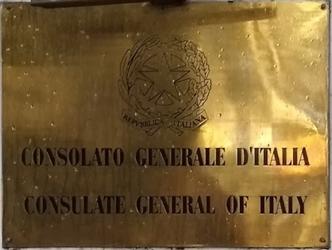 REPVBBLICA ITALIANA
CONSOLATO GENERALE D'ITALIA
CONSULATE GENERAL OF ITALY